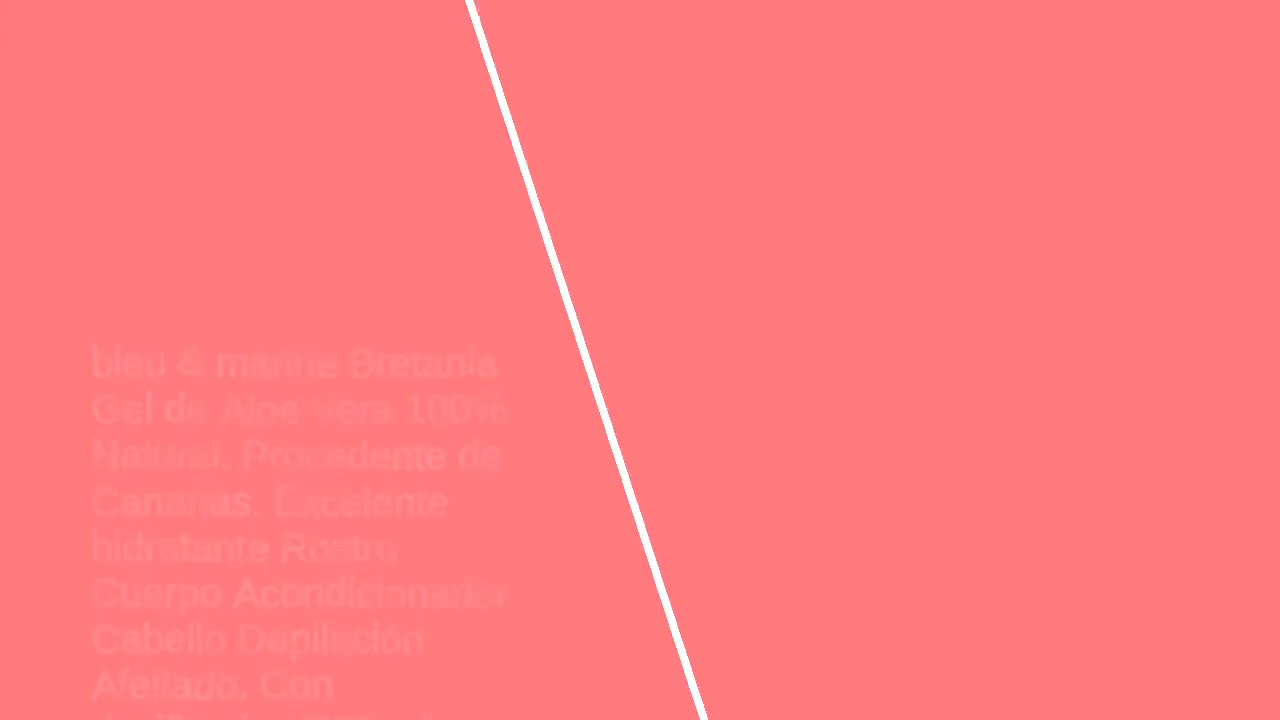 bleu & marine Bretania
Gel de Aloe vera 100%
Natural. Procedente de
Canarias. Excelente
hidratante Rostro
Cuerpo Acondicionador
Cabello Depilación
Afeitado. Con